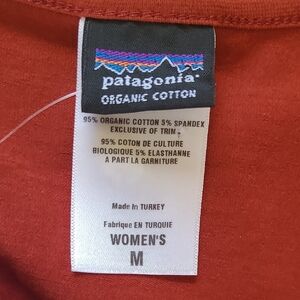 patagonia®
ORGANIC COTTON
95% ORGANIC COTTON 5% SPANDEX
EXCLUSIVE OF TRIM
95% COTON DE CULTURE
BIOLOGIQUE 5% ELASTHANNE
A PART LA GARNITURE
Made In TURKEY
Fabrique EN TURQUIE
WOMEN'S
M